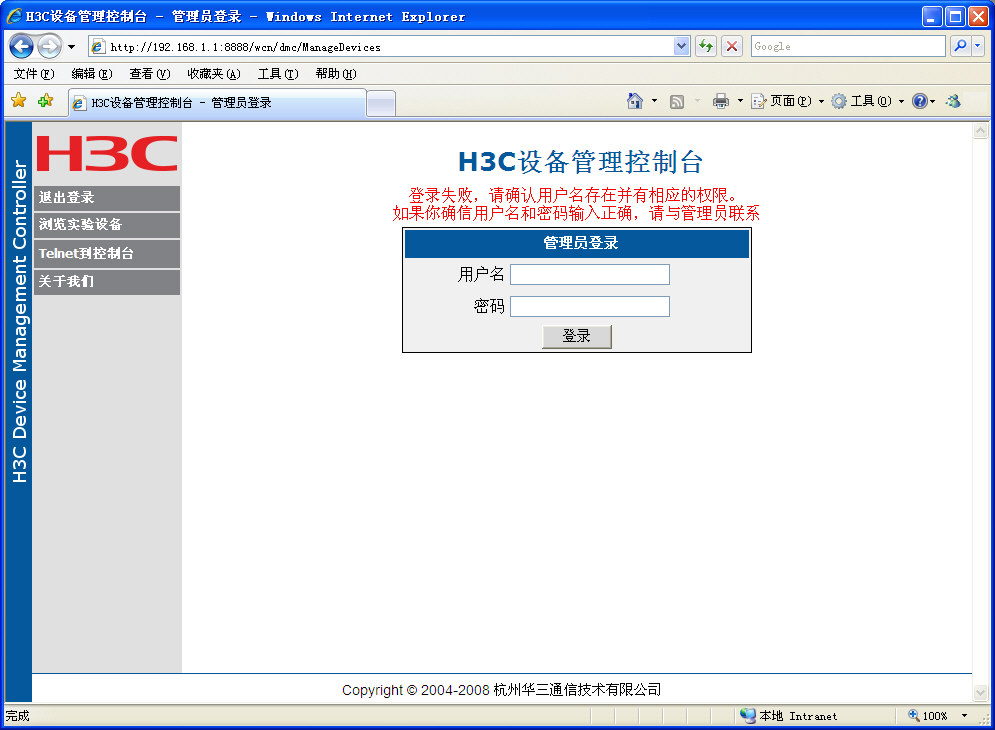 H3C设备管理控制台 - 管理员登录 - Windows Internet Explorer
http://192.168.1.1:8888/wcn/dmc/ManageDevices
Google
文件(F) 编辑(E) 查看(V) 收藏夹(A) 工具(T) 帮助(H)
H3C设备管理控制台 - 管理员登录
页面(P) 工具(O)
H3C Device Management Controller
H3C
退出登录
浏览实验设备
Telnet到控制台
关于我们
H3C设备管理控制台
登录失败，请确认用户名存在并有相应的权限。
如果你确信用户名和密码输入正确，请与管理员联系
管理员登录
用户名
密码
登录
Copyright © 2004-2008 杭州华三通信技术有限公司
完成
本地 Intranet
100%